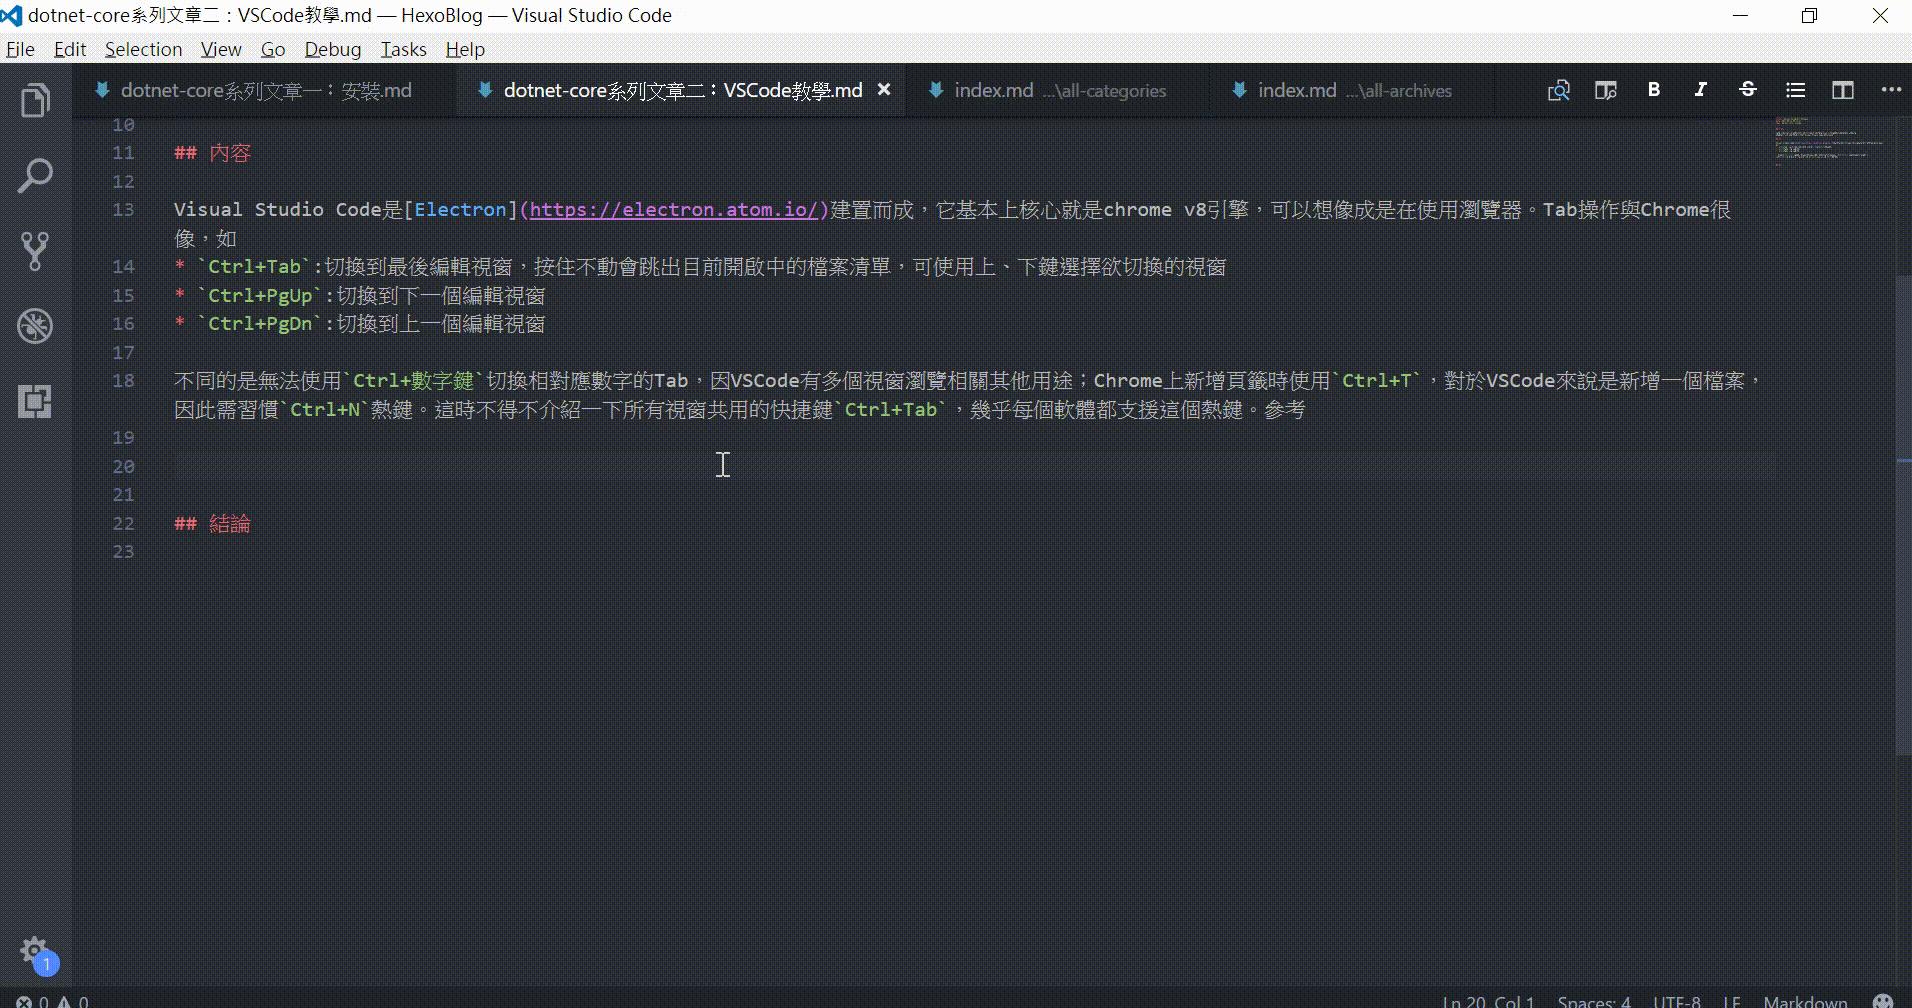 dotnet-core系列文章二：VSCode教學.md — HexoBlog — Visual Studio Code
File Edit Selection View Go Debug Tasks Help
dotnet-core系列文章一：安裝.md dotnet-core系列文章二：VSCode教學.md index.md ...\all-categories index.md ...\all-archives
10
11 ## 內容
12
13 Visual Studio Code是[Electron](https://electron.atom.io/)建置而成，它基本上核心就是chrome v8引擎，可以想像成是在使用瀏覽器。Tab操作與Chrome很
像，如
14 * `Ctrl+Tab`:切換到最後編輯視窗，按住不動會跳出目前開啟中的檔案清單，可使用上、下鍵選擇欲切換的視窗
15 * `Ctrl+PgUp`:切換到下一個編輯視窗
16 * `Ctrl+PgDn`:切換到上一個編輯視窗
17
18 不同的是無法使用`Ctrl+數字鍵`切換相對應數字的Tab，因VSCode有多個視窗瀏覽相關其他用途；Chrome上新增頁籤時使用`Ctrl+T`，對於VSCode來說是新增一個檔案，
因此需習慣`Ctrl+N`熱鍵。這時不得不介紹一下所有視窗共用的快捷鍵`Ctrl+Tab`，幾乎每個軟體都支援這個熱鍵。參考
19
20
21
22 ## 結論
23
1
0 0 Ln 20, Col 1 Spaces: 4 UTF-8 LF Markdown